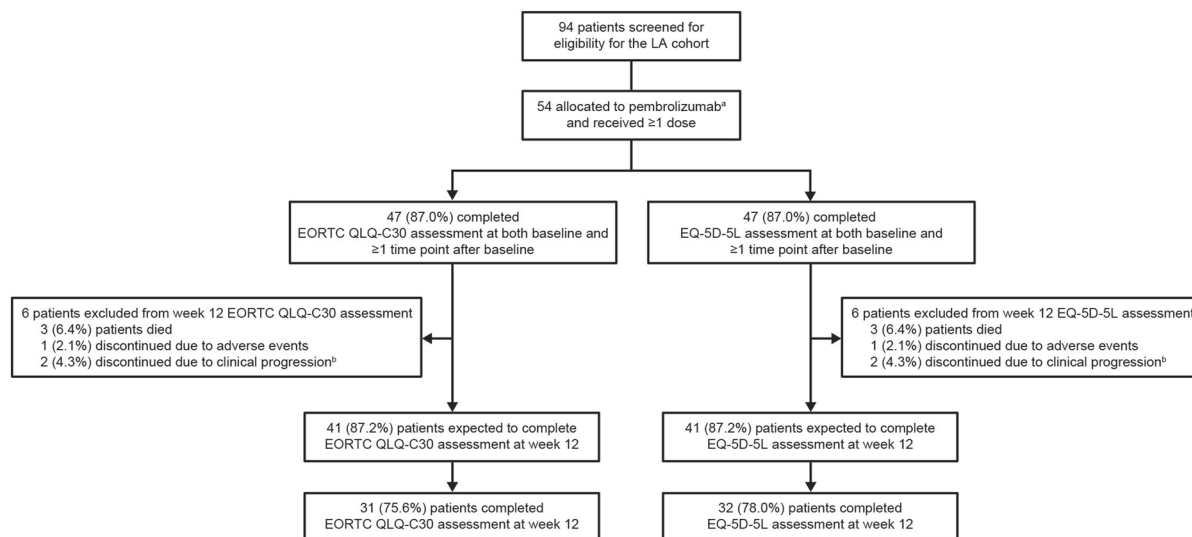 94 patients screened for
eligibility for the LA cohort
54 allocated to pembrolizumabᵃ
and received ≥1 dose
47 (87.0%) completed
EORTC QLQ-C30 assessment at both baseline and
≥1 time point after baseline
47 (87.0%) completed
EQ-5D-5L assessment at both baseline and
≥1 time point after baseline
6 patients excluded from week 12 EORTC QLQ-C30 assessment
3 (6.4%) patients died
1 (2.1%) discontinued due to adverse events
2 (4.3%) discontinued due to clinical progressionᵇ
6 patients excluded from week 12 EQ-5D-5L assessment
3 (6.4%) patients died
1 (2.1%) discontinued due to adverse events
2 (4.3%) discontinued due to clinical progressionᵇ
41 (87.2%) patients expected to complete
EORTC QLQ-C30 assessment at week 12
41 (87.2%) patients expected to complete
EQ-5D-5L assessment at week 12
31 (75.6%) patients completed
EORTC QLQ-C30 assessment at week 12
32 (78.0%) patients completed
EQ-5D-5L assessment at week 12